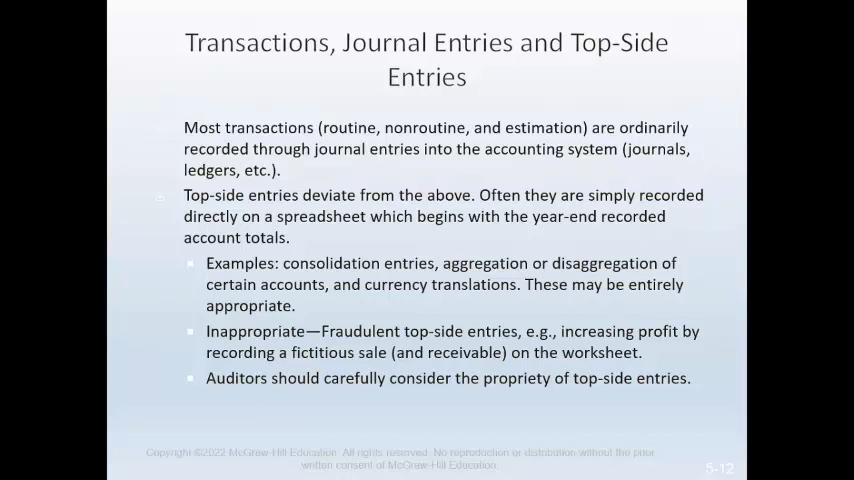 Transactions, Journal Entries and Top-Side
Entries
Most transactions (routine, nonroutine, and estimation) are ordinarily
recorded through journal entries into the accounting system (journals,
ledgers, etc.).
Top-side entries deviate from the above. Often they are simply recorded
directly on a spreadsheet which begins with the year-end recorded
account totals.
Examples: consolidation entries, aggregation or disaggregation of
certain accounts, and currency translations. These may be entirely
appropriate.
Inappropriate—Fraudulent top-side entries, e.g., increasing profit by
recording a fictitious sale (and receivable) on the worksheet.
Auditors should carefully consider the propriety of top-side entries.
Copyright ©2022 McGraw-Hill Education. All rights reserved. No reproduction or distribution without the prior
written consent of McGraw-Hill Education.
5-12